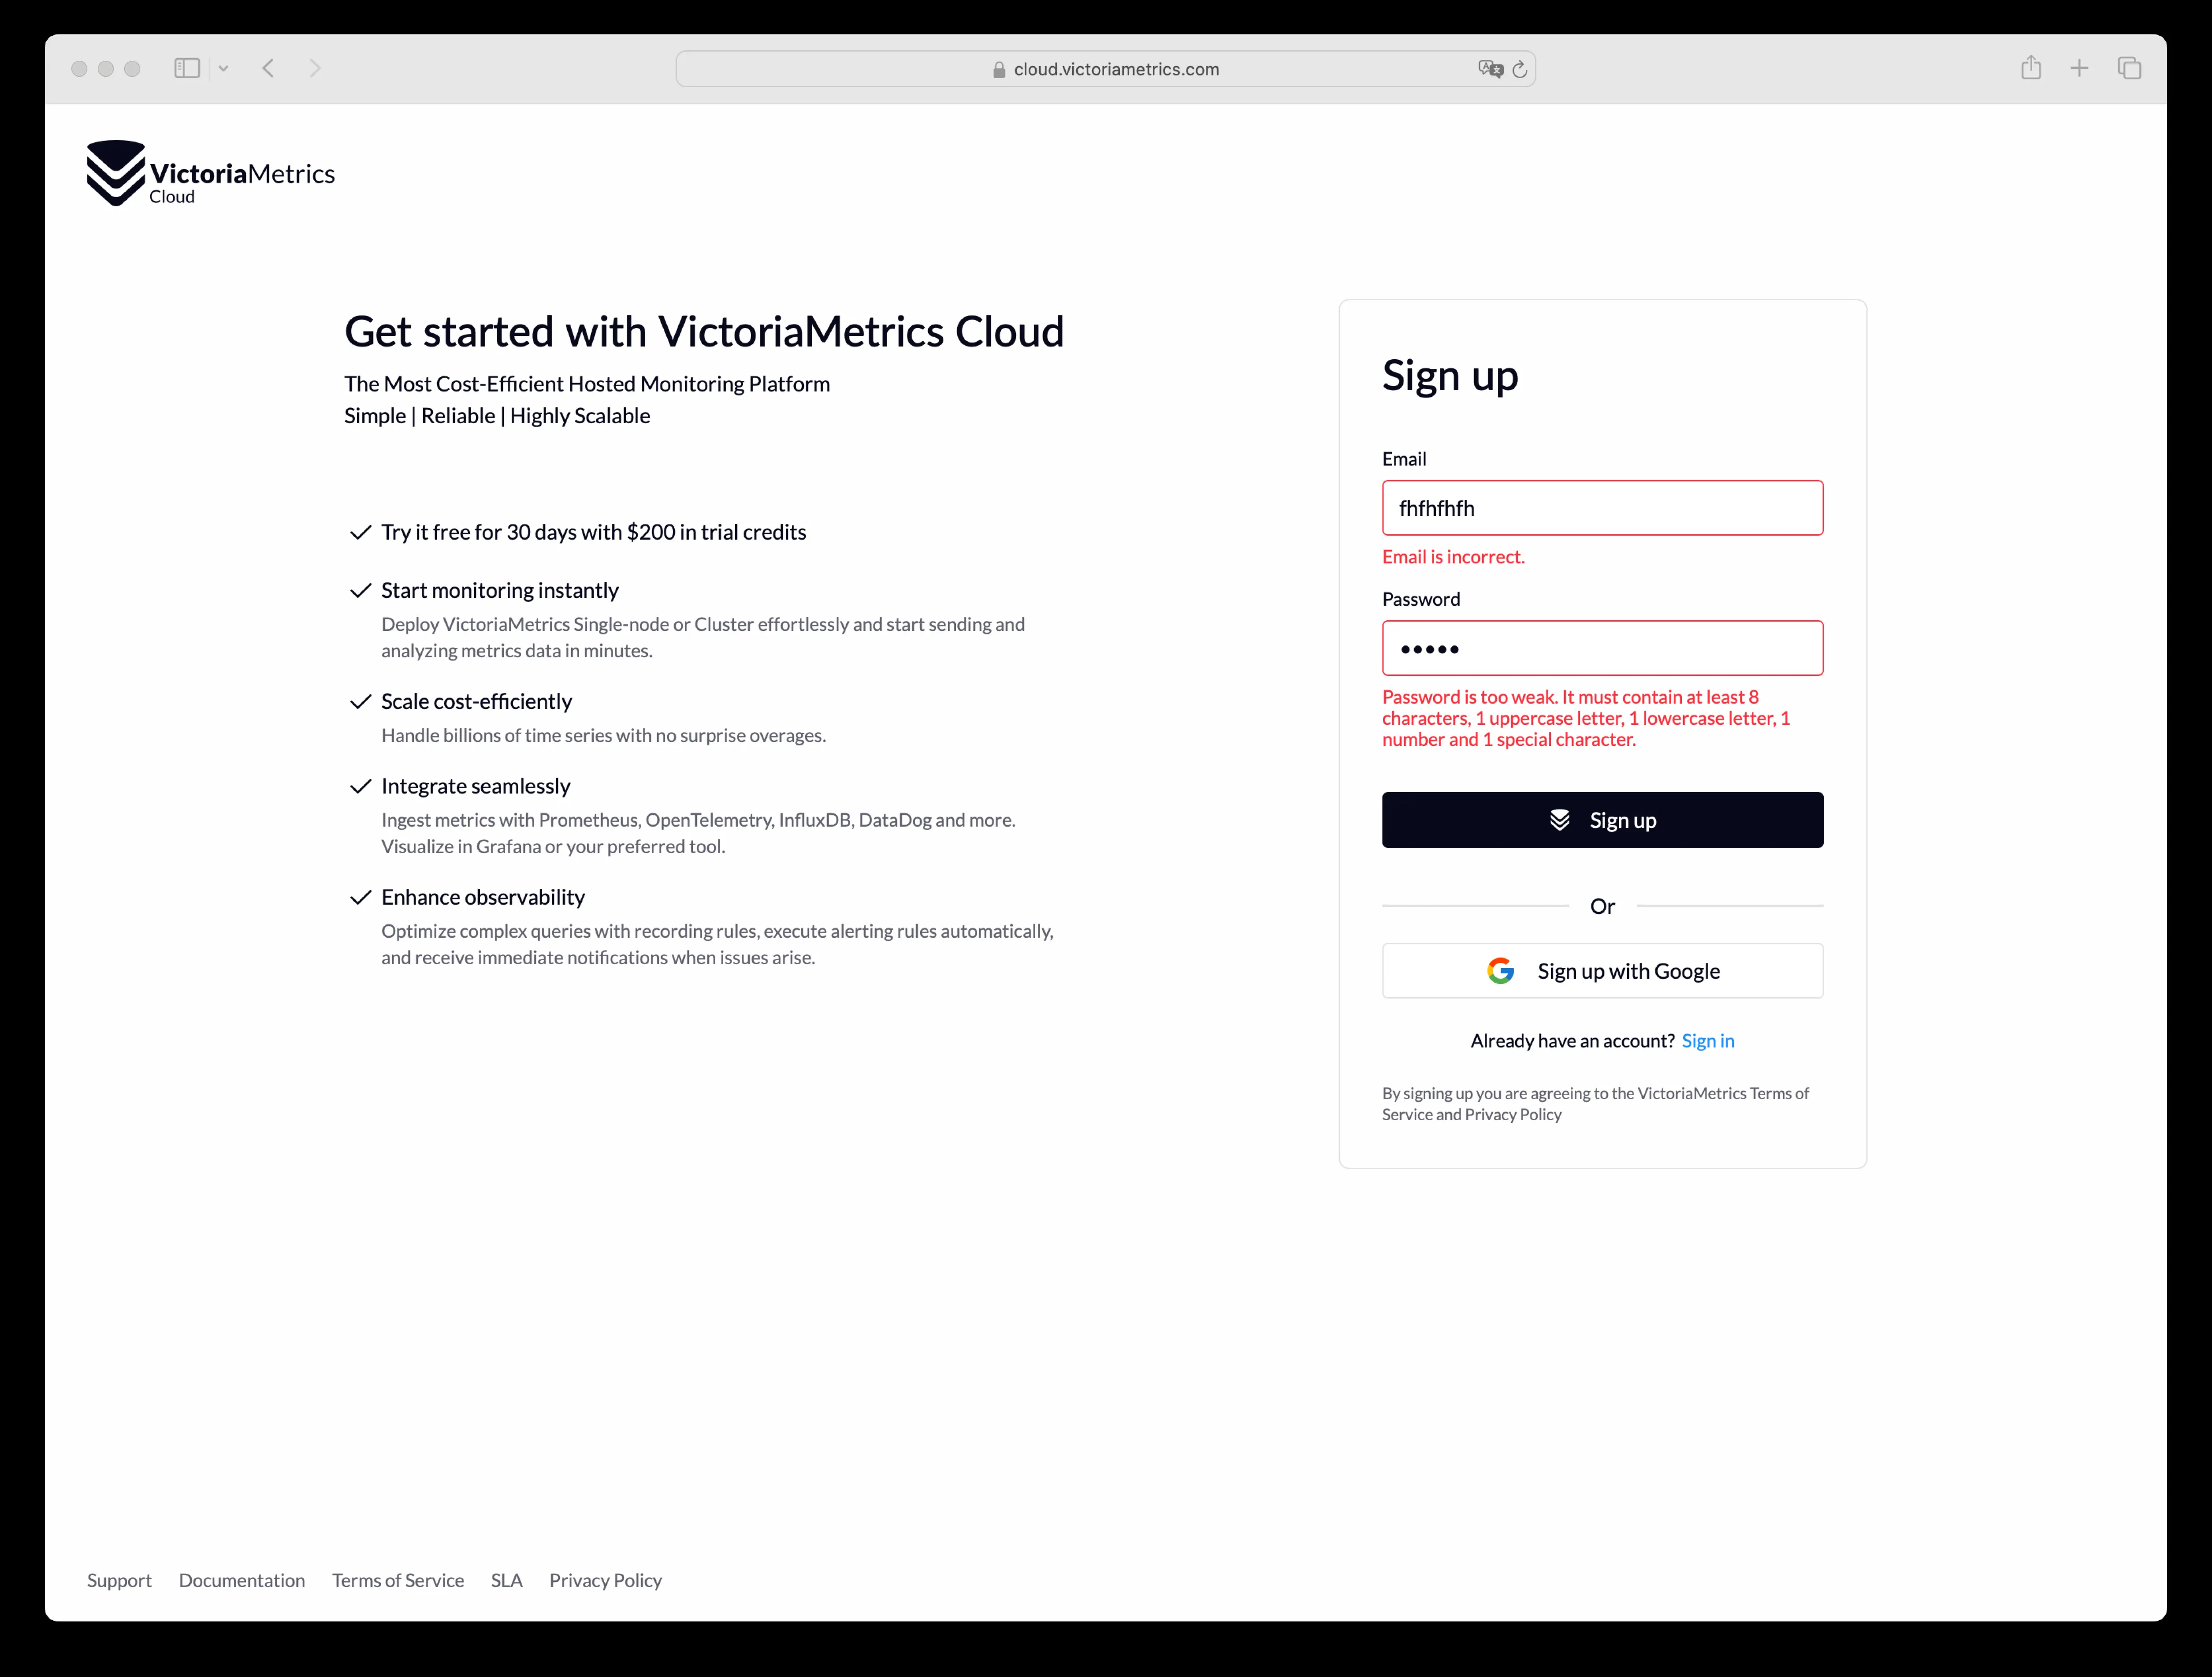 cloud.victoriametrics.com
VictoriaMetrics
Cloud
Get started with VictoriaMetrics Cloud
The Most Cost-Efficient Hosted Monitoring Platform
Simple | Reliable | Highly Scalable
Try it free for 30 days with $200 in trial credits
Start monitoring instantly
Deploy VictoriaMetrics Single-node or Cluster effortlessly and start sending and
analyzing metrics data in minutes.
Scale cost-efficiently
Handle billions of time series with no surprise overages.
Integrate seamlessly
Ingest metrics with Prometheus, OpenTelemetry, InfluxDB, DataDog and more.
Visualize in Grafana or your preferred tool.
Enhance observability
Optimize complex queries with recording rules, execute alerting rules automatically,
and receive immediate notifications when issues arise.
Sign up
Email
fhfhfhfh
Email is incorrect.
Password
•••••
Password is too weak. It must contain at least 8
characters, 1 uppercase letter, 1 lowercase letter, 1
number and 1 special character.
Sign up
Or
Sign up with Google
Already have an account? Sign in
By signing up you are agreeing to the VictoriaMetrics Terms of
Service and Privacy Policy
Support Documentation Terms of Service SLA Privacy Policy